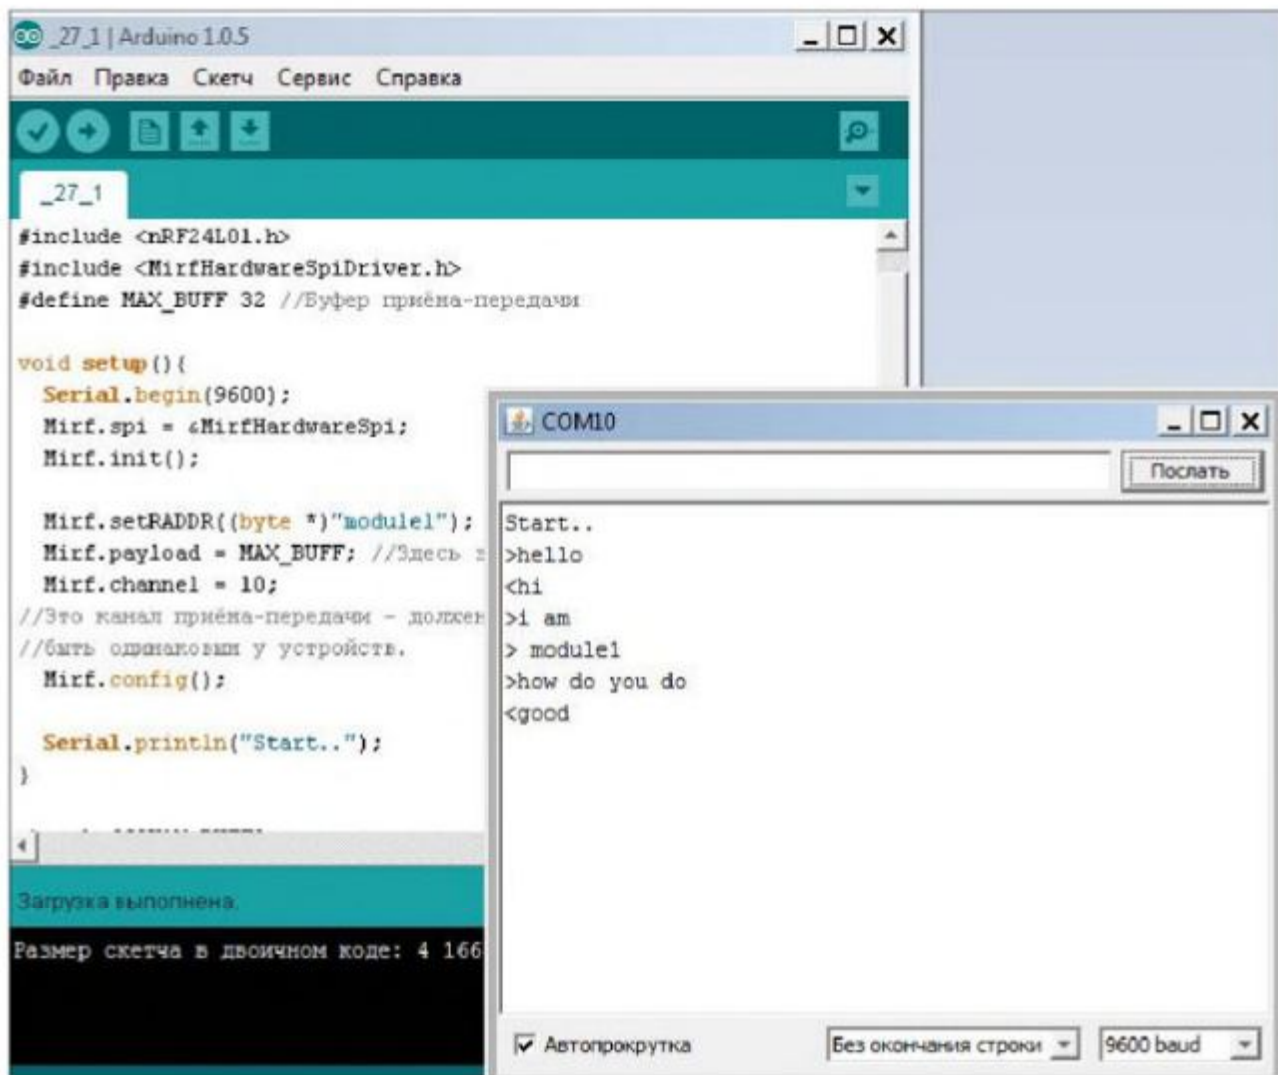 _27_1 | Arduino 1.0.5
Файл Правка Скетч Сервис Справка
_27_1
#include <nRF24L01.h>
#include <MirfHardwareSpiDriver.h>
#define MAX_BUFF 32 //Буфер приёма-передачи
void setup(){
Serial.begin(9600);
Mirf.spi = &MirfHardwareSpi;
Mirf.init();
Mirf.setRADDR((byte *)"module1");
Mirf.payload = MAX_BUFF; //Здесь
Mirf.channel = 10;
//Это канал приёма-передачи - должен
//быть одинаковым у устройств.
Mirf.config();
Serial.println("Start..");
}
Загрузка выполнена.
Размер скетча в двоичном коде: 4 166
COM10
Послать
Start..
>hello
<hi
>i am
> module1
>how do you do
<good
Автопрокрутка
Без окончания строки
9600 baud